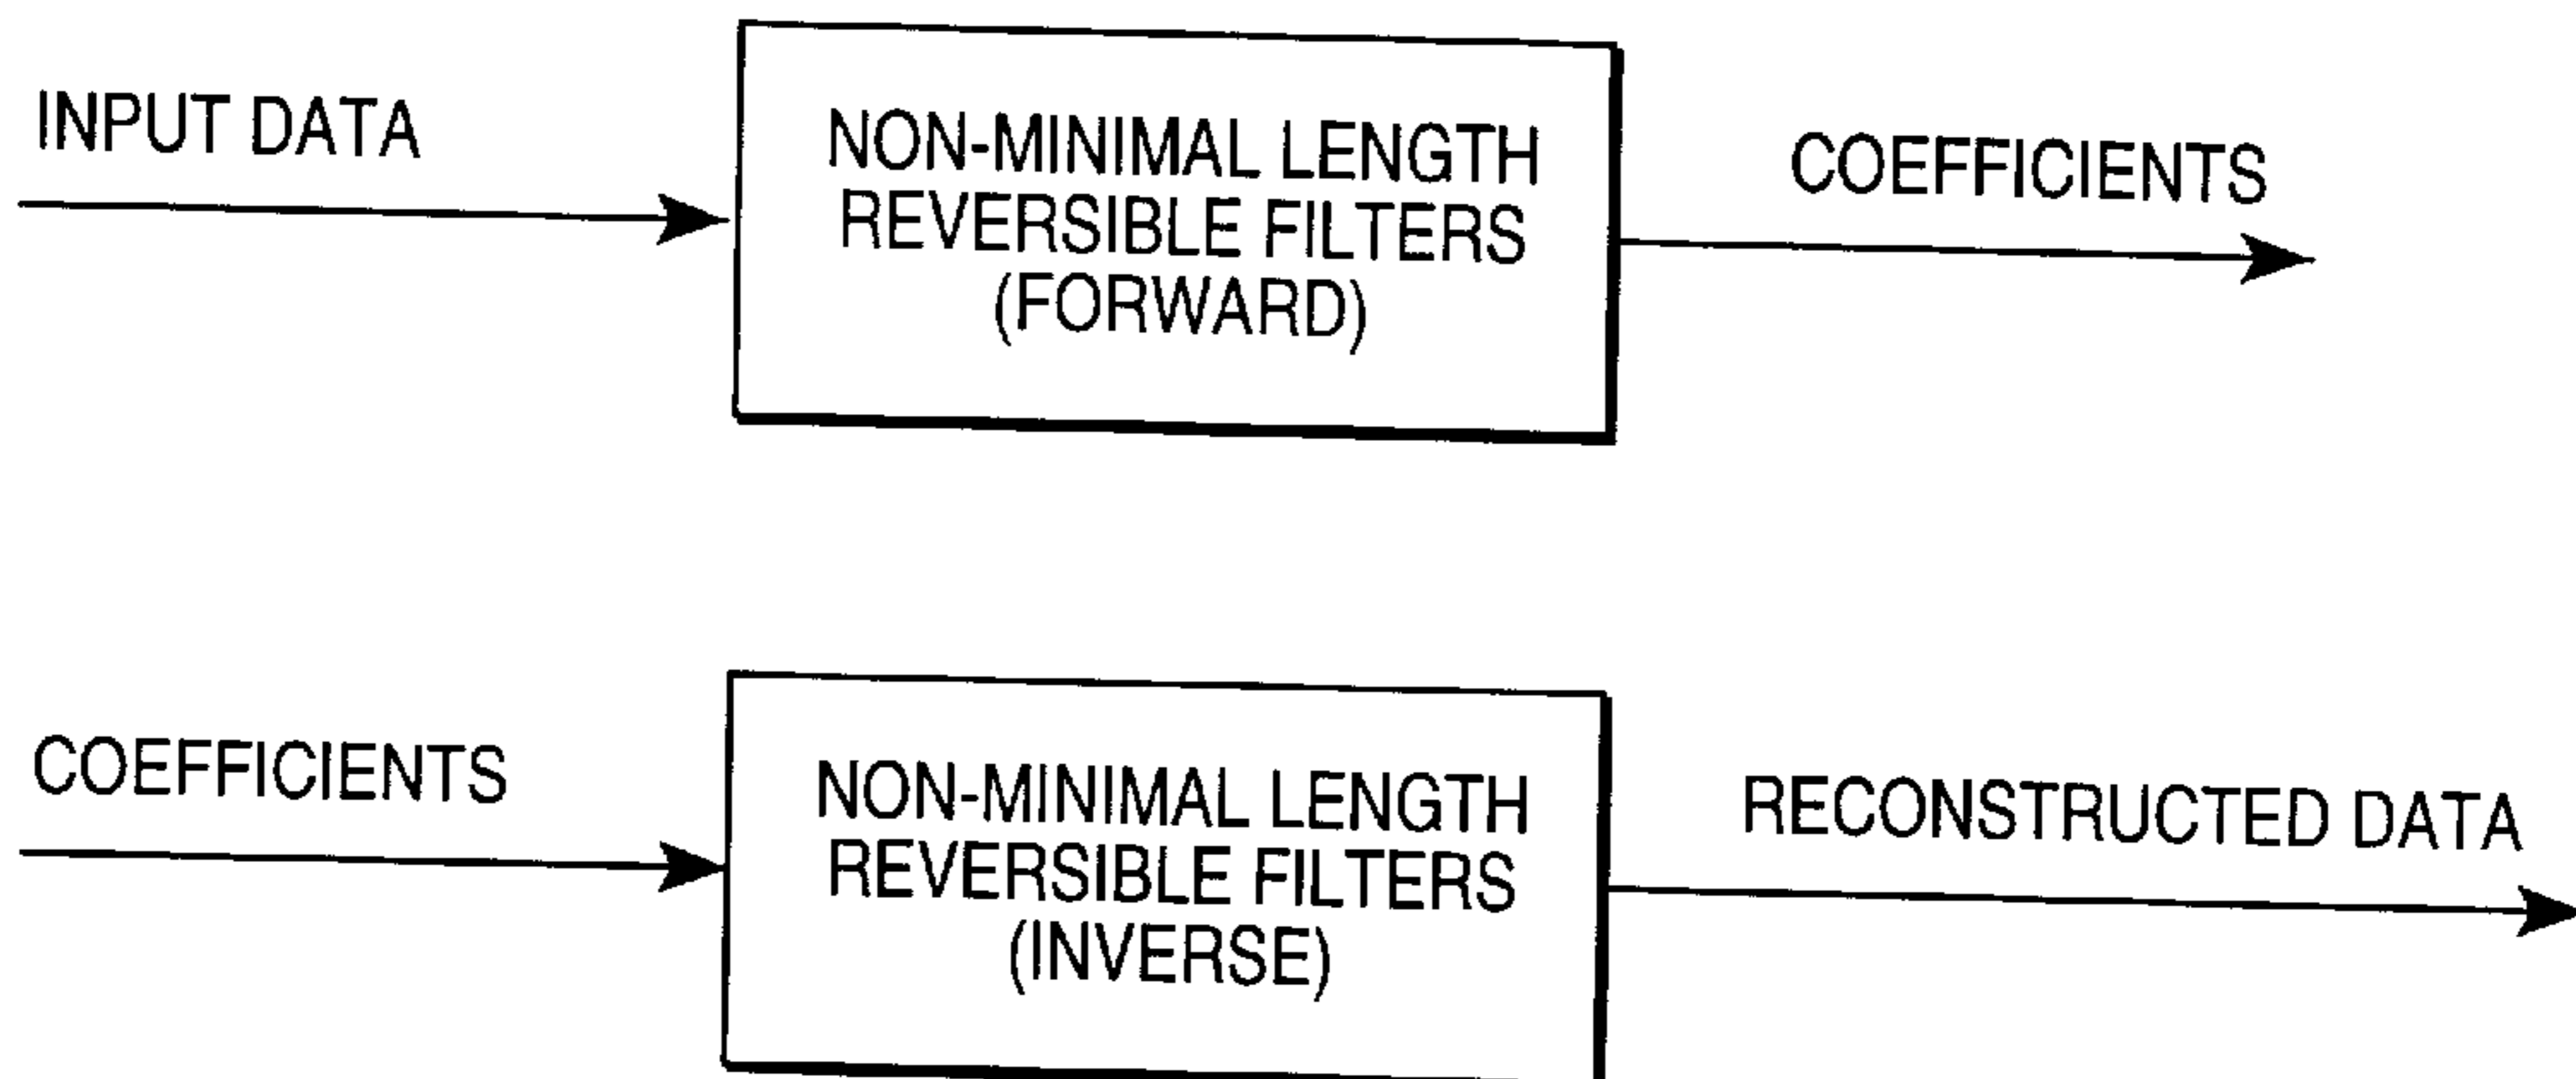 INPUT DATA
NON-MINIMAL LENGTH
REVERSIBLE FILTERS
(FORWARD)
COEFFICIENTS
COEFFICIENTS
NON-MINIMAL LENGTH
REVERSIBLE FILTERS
(INVERSE)
RECONSTRUCTED DATA